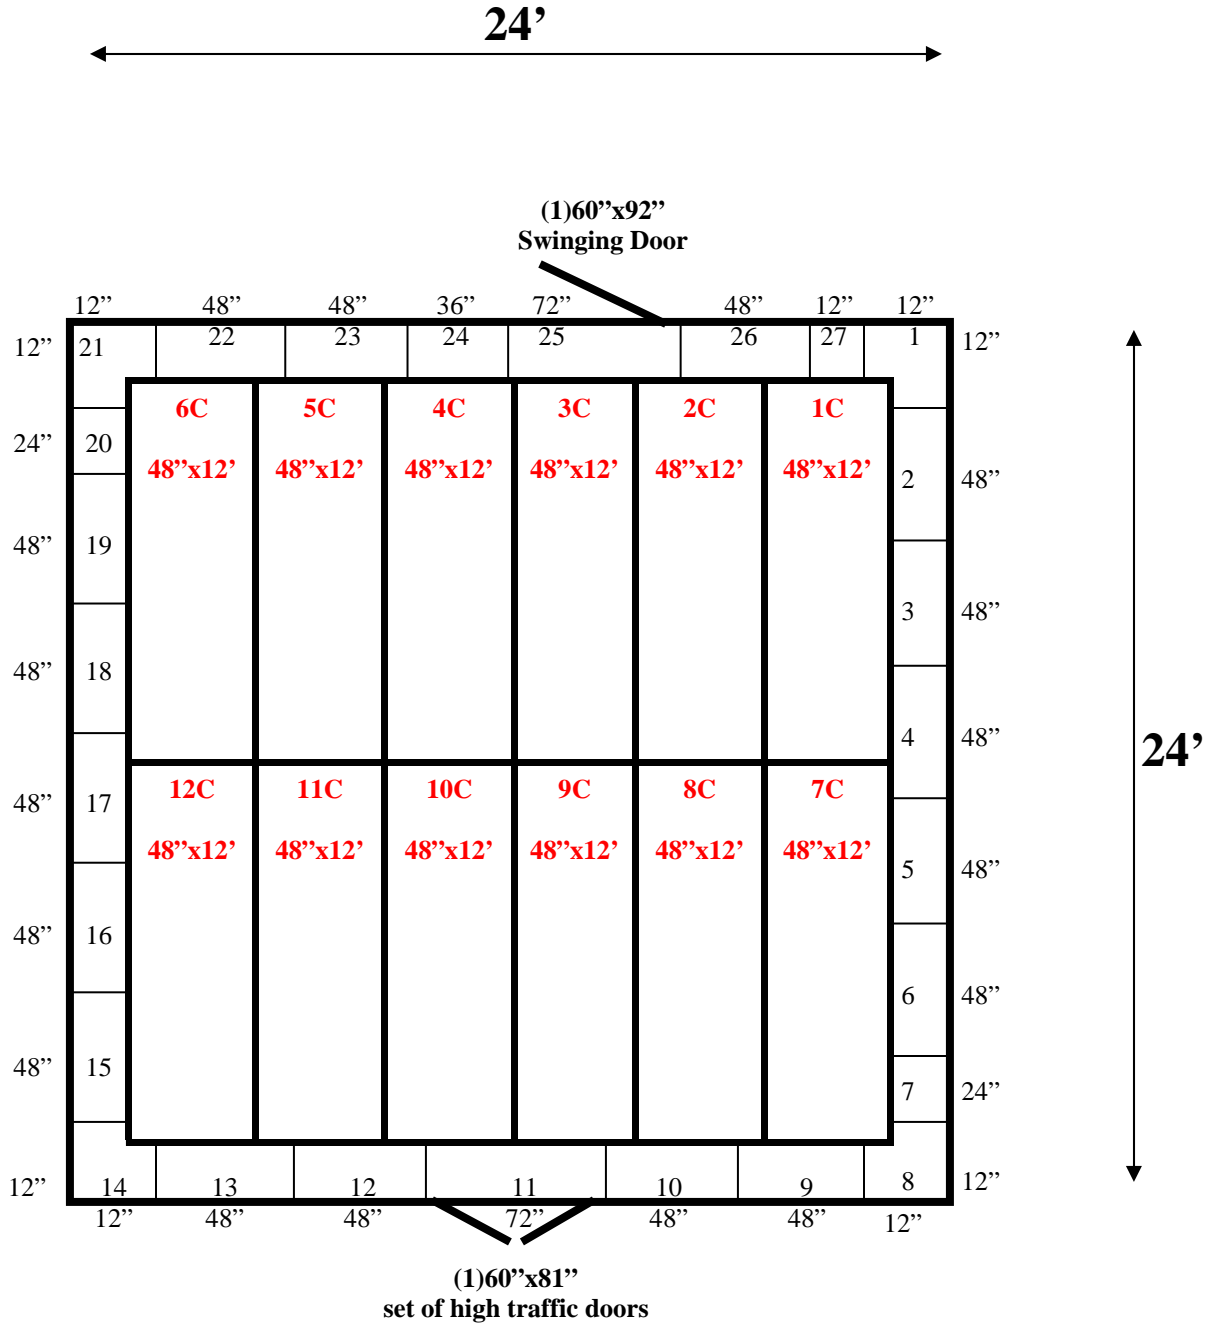 24’
(1)60”x92”
Swinging Door
12” 48” 48” 36” 72” 48” 12” 12”
12” 21 22 23 24 25 26 27 1 12”
6C 5C 4C 3C 2C 1C
24” 20
48”x12’ 48”x12’ 48”x12’ 48”x12’ 48”x12’ 48”x12’
2 48”
48” 19
3 48”
48” 18
4 48”
24’
12C 11C 10C 9C 8C 7C
48” 17
48”x12’ 48”x12’ 48”x12’ 48”x12’ 48”x12’ 48”x12’
5 48”
48” 16
6 48”
48” 15
7 24”
12” 14 13 12 11 10 9 8 12”
12” 48” 48” 72” 48” 48” 12”
(1)60”x81”
set of high traffic doors